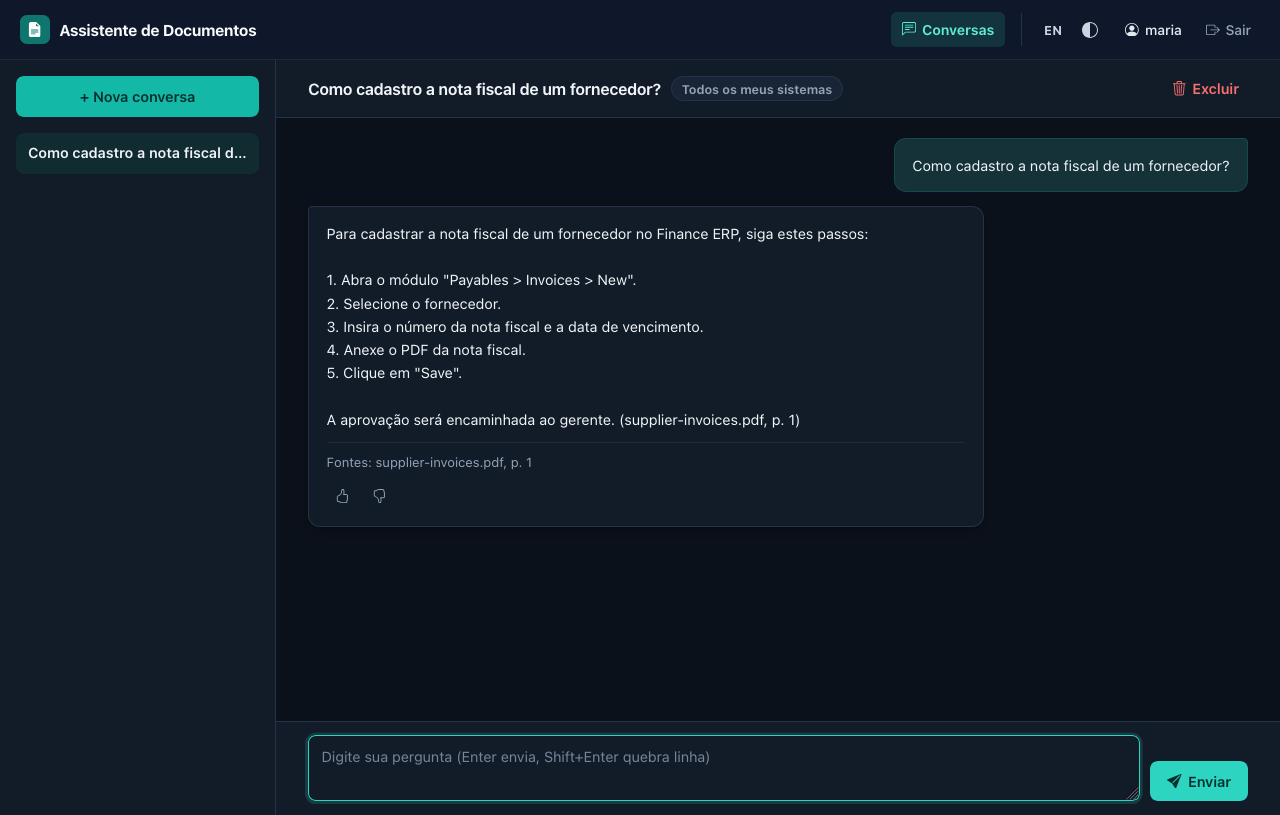 Assistente de Documentos
Conversas
EN
maria
Sair
+ Nova conversa
Como cadastro a nota fiscal d...
Como cadastro a nota fiscal de um fornecedor?
Todos os meus sistemas
Excluir
Como cadastro a nota fiscal de um fornecedor?
Para cadastrar a nota fiscal de um fornecedor no Finance ERP, siga estes passos:
1. Abra o módulo "Payables > Invoices > New".
2. Selecione o fornecedor.
3. Insira o número da nota fiscal e a data de vencimento.
4. Anexe o PDF da nota fiscal.
5. Clique em "Save".
A aprovação será encaminhada ao gerente. (supplier-invoices.pdf, p. 1)
Fontes: supplier-invoices.pdf, p. 1
Digite sua pergunta (Enter envia, Shift+Enter quebra linha)
Enviar